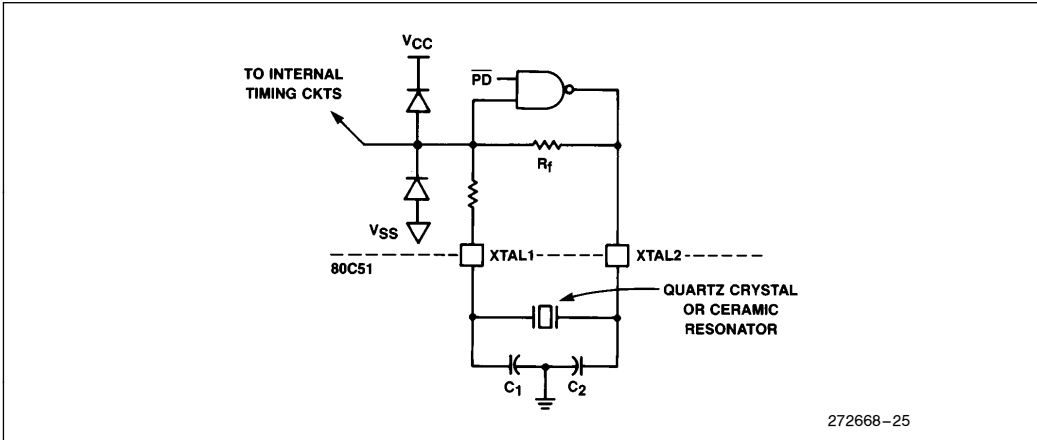 VCC
TO INTERNAL
TIMING CKTS
PD
Rf
VSS
XTAL1
XTAL2
80C51
QUARTZ CRYSTAL
OR CERAMIC
RESONATOR
C1
C2
272668–25